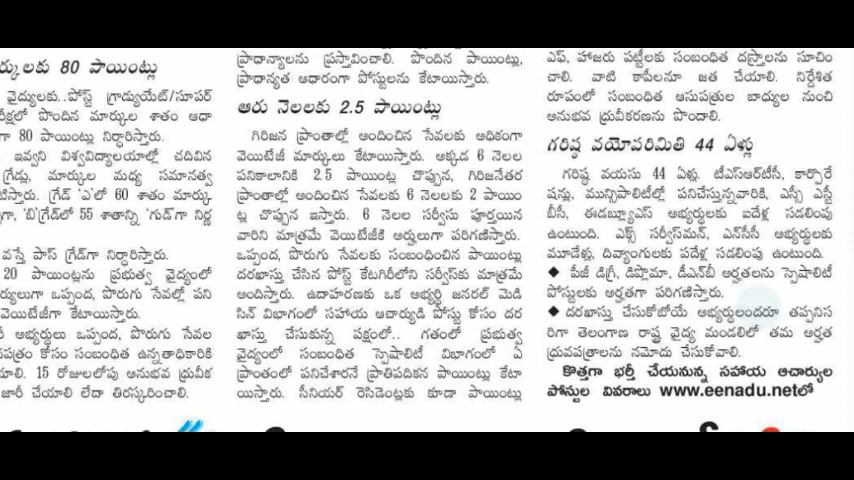 ర్కులకు 80 పాయింట్లు
వైద్యులకు..పోస్ట్ గ్రాడ్యుయేట్/సూపర్
రీక్షలో పొందిన మార్కుల శాతం ఆధా
గా 80 పాయింట్లు నిర్ధారిస్తారు.
ఇవ్వని విశ్వవిద్యాలయాల్లో చదివిన
గ్రేడ్లు, మార్కుల మధ్య సమానత్వ
టిస్తారు. గ్రేడ్ 'ఎ'లో 60 శాతం మార్కు
గా, 'బి'గ్రేడ్‌లో 55 శాతాన్ని 'గుడ్'గా నిర్ణ
వస్తే పాస్ గ్రేడ్‌గా నిర్ధారిస్తారు.
20 పాయింట్లను ప్రభుత్వ వైద్యంలో
ర్యులుగా ఒప్పంద, పొరుగు సేవల్లో పని
వెయిటేజీగా కేటాయిస్తారు.
రీ అభ్యర్థులు ఒప్పంద, పొరుగు సేవల
పత్రం కోసం సంబంధిత ఉన్నతాధికారికి
యాలి. 15 రోజులలోపు అనుభవ ధ్రువీక
జారీ చేయాలి లేదా తిరస్కరించాలి.
ప్రాధాన్యాలను ప్రస్తావించాలి. పొందిన పాయింట్లు,
ప్రాధాన్యత ఆధారంగా పోస్టులను కేటాయిస్తారు.
ఆరు నెలలకు 2.5 పాయింట్లు
గిరిజన ప్రాంతాల్లో అందించిన సేవలకు అధికంగా
వెయిటేజీ మార్కులు కేటాయిస్తారు. అక్కడ 6 నెలల
పనికాలానికి 2.5 పాయింట్ల చొప్పున, గిరిజనేతర
ప్రాంతాల్లో అందించిన సేవలకు 6 నెలలకు 2 పాయిం
ట్ల చొప్పున ఇస్తారు. 6 నెలల సర్వీసు పూర్తయిన
వారిని మాత్రమే వెయిటేజీకి అర్హులుగా పరిగణిస్తారు.
ఒప్పంద, పొరుగు సేవలకు సంబంధించిన పాయింట్లు
దరఖాస్తు చేసిన పోస్ట్ కేటగిరీలోని సర్వీస్‌కు మాత్రమే
అందిస్తారు. ఉదాహరణకు ఒక అభ్యర్థి జనరల్ మెడి
సిన్ విభాగంలో సహాయ ఆచార్యుడి పోస్టు కోసం దర
ఖాస్తు చేసుకున్న పక్షంలో.. గతంలో ప్రభుత్వ
వైద్యంలో సంబంధిత స్పెషాలిటీ విభాగంలో ఏ
ప్రాంతంలో పనిచేశారనే ప్రాతిపదికన పాయింట్లు కేటా
యిస్తారు. సీనియర్ రెసిడెంట్లకు కూడా పాయింట్లు
ఎఫ్, హాజరు పట్టీలకు సంబంధిత దస్త్రాలను సూచిం
చాలి. వాటి కాపీలనూ జత చేయాలి. నిర్దేశిత
రూపంలో సంబంధిత ఆసుపత్రుల బాధ్యుల నుంచి
అనుభవ ధ్రువీకరణను పొందాలి.
గరిష్ఠ వయోపరిమితి 44 ఏళ్లు
గరిష్ఠ వయసు 44 ఏళ్లు. టీఎస్ఆర్టీసీ, కార్పొరే
షన్లు, మున్సిపాలిటీల్లో పనిచేస్తున్నవారికి, ఎస్సీ ఎస్టీ
బీసీ, ఈడబ్ల్యూఎస్ అభ్యర్థులకు ఐదేళ్ల సడలింపు
ఉంటుంది. ఎక్స్ సర్వీస్‌మన్, ఎన్‌సీసీ అభ్యర్థులకు
మూడేళ్లు, దివ్యాంగులకు పదేళ్ల సడలింపు ఉంటుంది.
◆ పీజీ డిగ్రీ, డిప్లొమా, డీఎన్‌బీ అర్హతలను స్పెషాలిటీ
పోస్టులకు అర్హతగా పరిగణిస్తారు.
◆ దరఖాస్తు చేసుకోబోయే అభ్యర్థులందరూ తప్పనిస
రిగా తెలంగాణ రాష్ట్ర వైద్య మండలిలో తమ అర్హత
ధ్రువపత్రాలను నమోదు చేసుకోవాలి.
కొత్తగా భర్తీ చేయనున్న సహాయ ఆచార్యుల
పోస్టుల వివరాలు www.eenadu.netలో